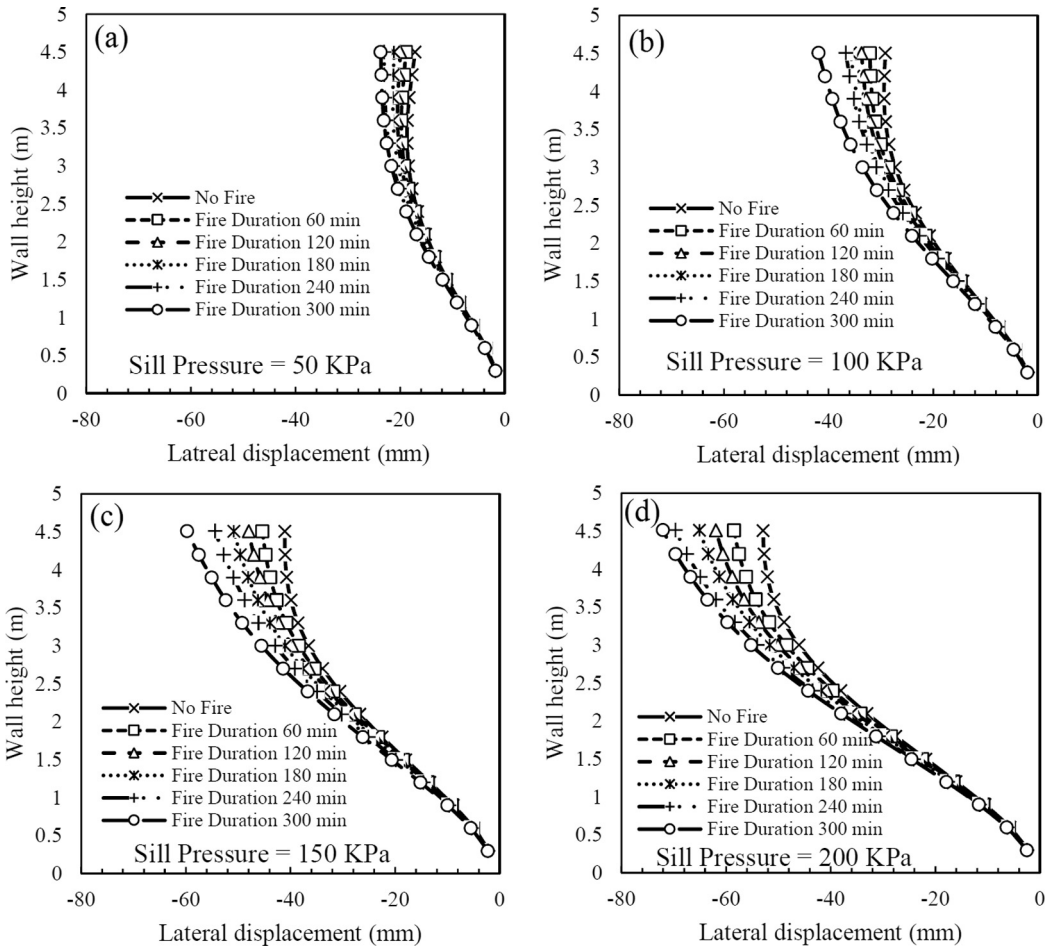 (a)
5
4.5
4
3.5
3
2.5
2
1.5
1
0.5
0
Wall height (m)
No Fire
Fire Duration 60 min
Fire Duration 120 min
Fire Duration 180 min
Fire Duration 240 min
Fire Duration 300 min
Sill Pressure = 50 KPa
-80 -60 -40 -20 0
Latreal displacement (mm)
(b)
5
4.5
4
3.5
3
2.5
2
1.5
1
0.5
0
Wall height (m)
No Fire
Fire Duration 60 min
Fire Duration 120 min
Fire Duration 180 min
Fire Duration 240 min
Fire Duration 300 min
Sill Pressure = 100 KPa
-80 -60 -40 -20 0
Lateral displacement (mm)
(c)
5
4.5
4
3.5
3
2.5
2
1.5
1
0.5
0
Wall height (m)
No Fire
Fire Duration 60 min
Fire Duration 120 min
Fire Duration 180 min
Fire Duration 240 min
Fire Duration 300 min
Sill Pressure = 150 KPa
-80 -60 -40 -20 0
Lateral displacement (mm)
(d)
5
4.5
4
3.5
3
2.5
2
1.5
1
0.5
0
Wall height (m)
No Fire
Fire Duration 60 min
Fire Duration 120 min
Fire Duration 180 min
Fire Duration 240 min
Fire Duration 300 min
Sill Pressure = 200 KPa
-80 -60 -40 -20 0
Lateral displacement (mm)